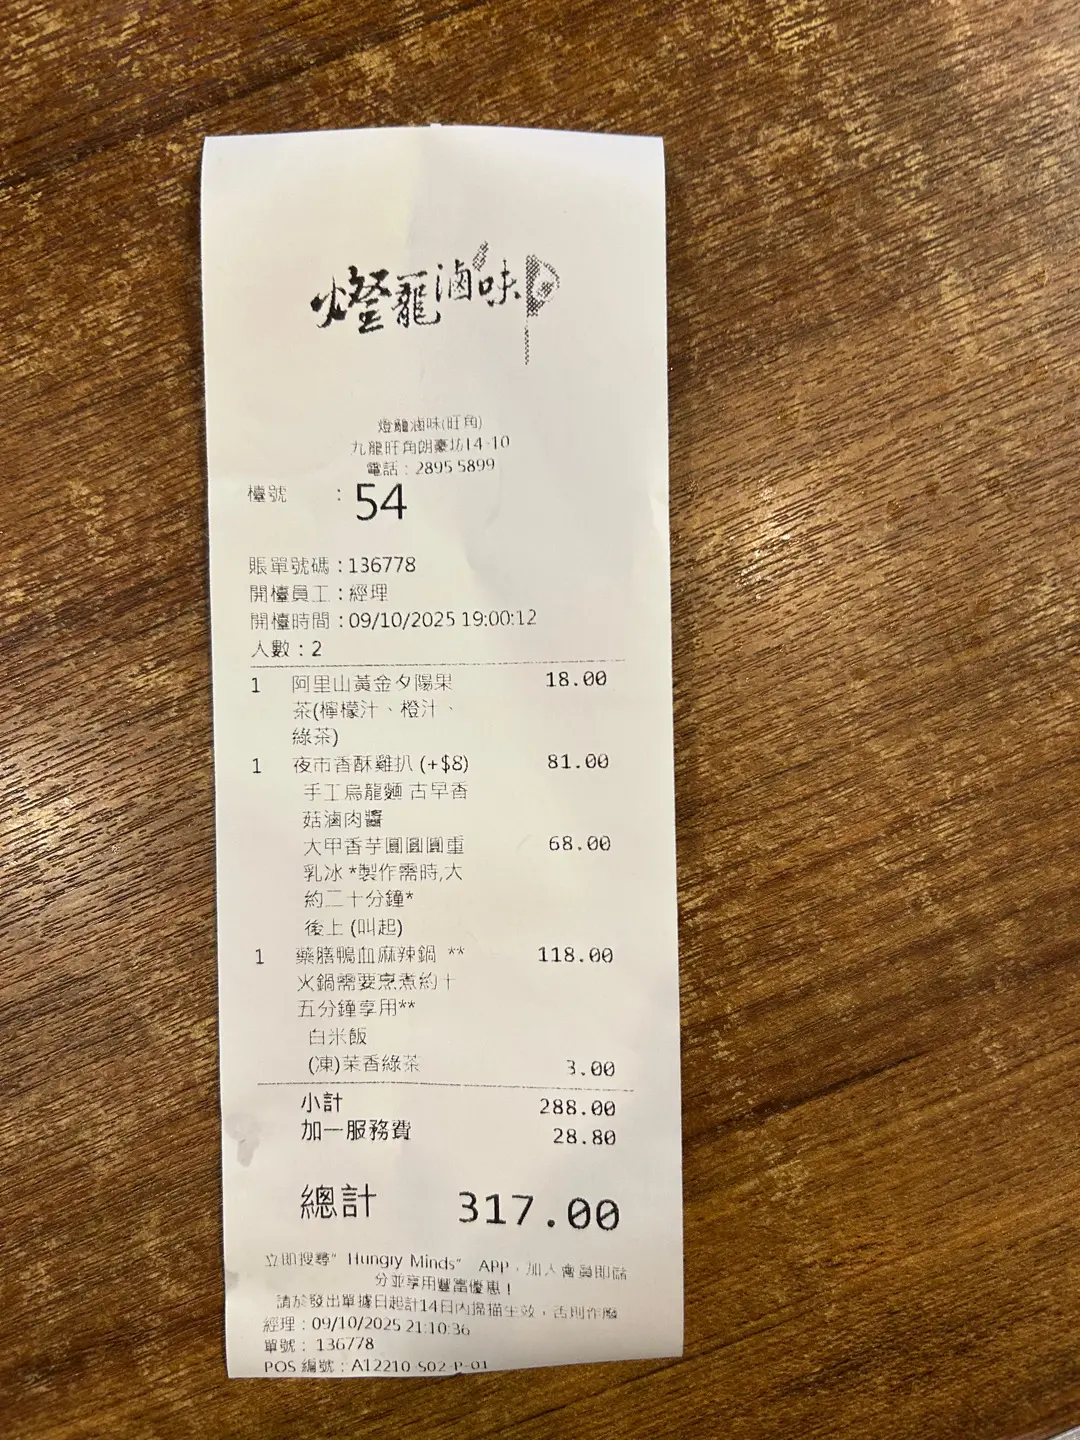 燈籠滷味
燈籠滷味(旺角)
九龍旺角朗豪坊14-10
電話：2895 5899
檯號 ：54
賬單號碼：136778
開檯員工：經理
開檯時間：09/10/2025 19:00:12
人數：2
1 阿里山黃金夕陽果 18.00
茶(檸檬汁、橙汁、
綠茶)
1 夜市香酥雞扒 (+$8) 81.00
手工烏龍麵 古早香
菇滷肉醬
大甲香芋圓圓圓重 68.00
乳冰 *製作需時,大
約二十分鐘*
後上 (叫起)
1 藥膳鴨血麻辣鍋 ** 118.00
火鍋需要烹煮約十
五分鐘享用**
白米飯
(凍)茉香綠茶 3.00
小計 288.00
加一服務費 28.80
總計 317.00
立即搜尋"Hungry Minds" APP，加入會員即儲
分並享用豐富優惠！
請於發出單據日起計14日內掃描生效，否則作廢
經理：09/10/2025 21:10:36
單號： 136778
POS 編號：A12210-S02-P-01